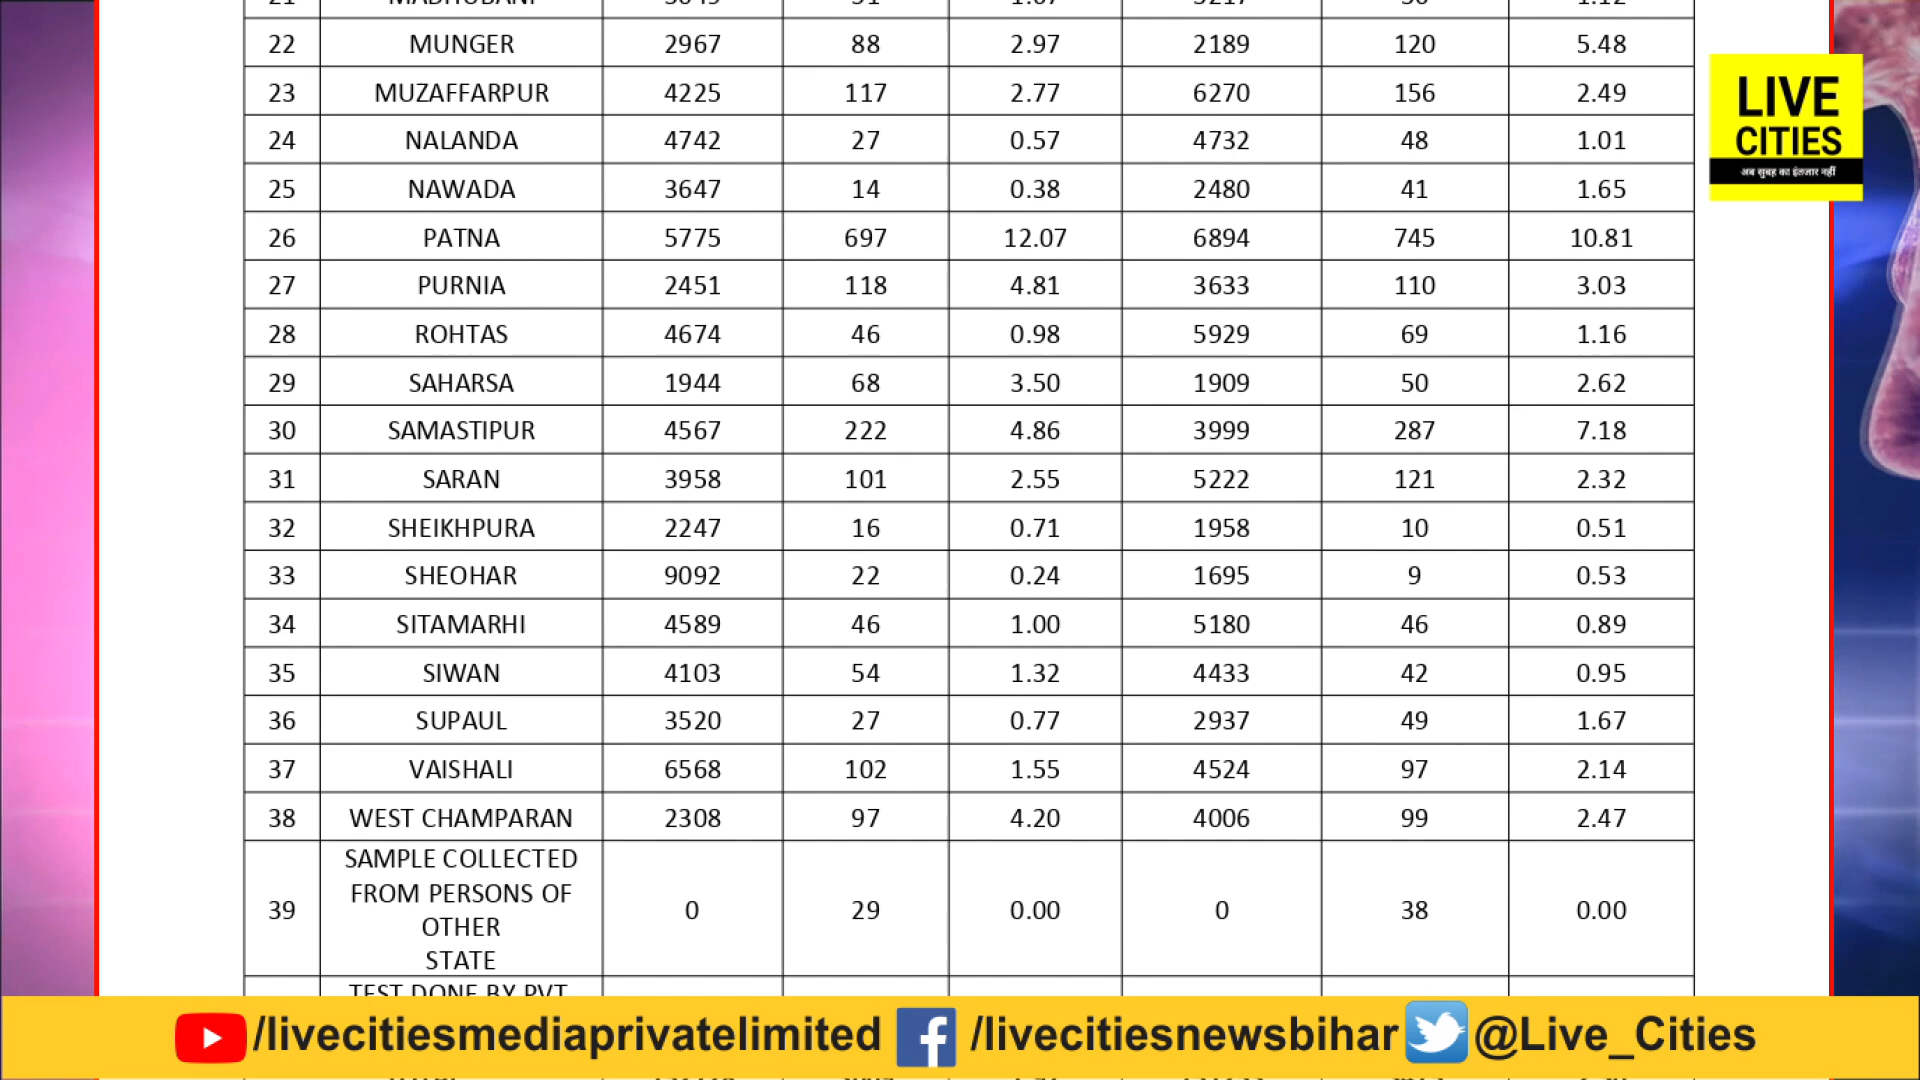 22 MUNGER 2967 88 2.97 2189 120 5.48
23 MUZAFFARPUR 4225 117 2.77 6270 156 2.49
24 NALANDA 4742 27 0.57 4732 48 1.01
25 NAWADA 3647 14 0.38 2480 41 1.65
26 PATNA 5775 697 12.07 6894 745 10.81
27 PURNIA 2451 118 4.81 3633 110 3.03
28 ROHTAS 4674 46 0.98 5929 69 1.16
29 SAHARSA 1944 68 3.50 1909 50 2.62
30 SAMASTIPUR 4567 222 4.86 3999 287 7.18
31 SARAN 3958 101 2.55 5222 121 2.32
32 SHEIKHPURA 2247 16 0.71 1958 10 0.51
33 SHEOHAR 9092 22 0.24 1695 9 0.53
34 SITAMARHI 4589 46 1.00 5180 46 0.89
35 SIWAN 4103 54 1.32 4433 42 0.95
36 SUPAUL 3520 27 0.77 2937 49 1.67
37 VAISHALI 6568 102 1.55 4524 97 2.14
38 WEST CHAMPARAN 2308 97 4.20 4006 99 2.47
SAMPLE COLLECTED
FROM PERSONS OF
39 OTHER 0 29 0.00 0 38 0.00
STATE
TEST DONE BY PVT
LIVE
CITIES
अब सुबह का इंतजार नहीं
/livecitiesmediaprivatelimited /livecitiesnewsbihar @Live_Cities